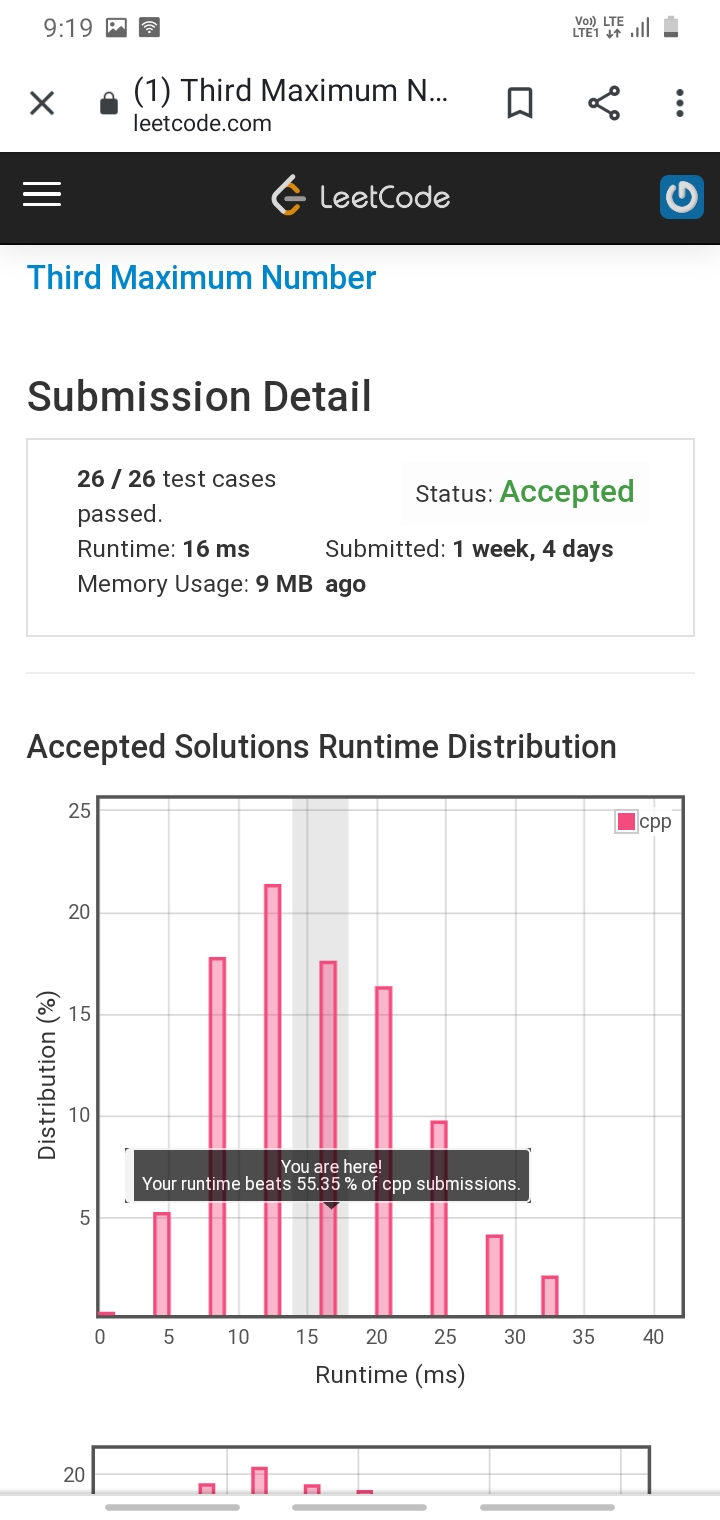 9:19
Vo)) LTE
LTE1
(1) Third Maximum N...
leetcode.com
LeetCode
Third Maximum Number
Submission Detail
26 / 26 test cases passed.
Status: Accepted
Runtime: 16 ms
Submitted: 1 week, 4 days ago
Memory Usage: 9 MB
Accepted Solutions Runtime Distribution
25
cpp
20
15
10
5
Distribution (%)
You are here!
Your runtime beats 55.35 % of cpp submissions.
0 5 10 15 20 25 30 35 40
Runtime (ms)
20